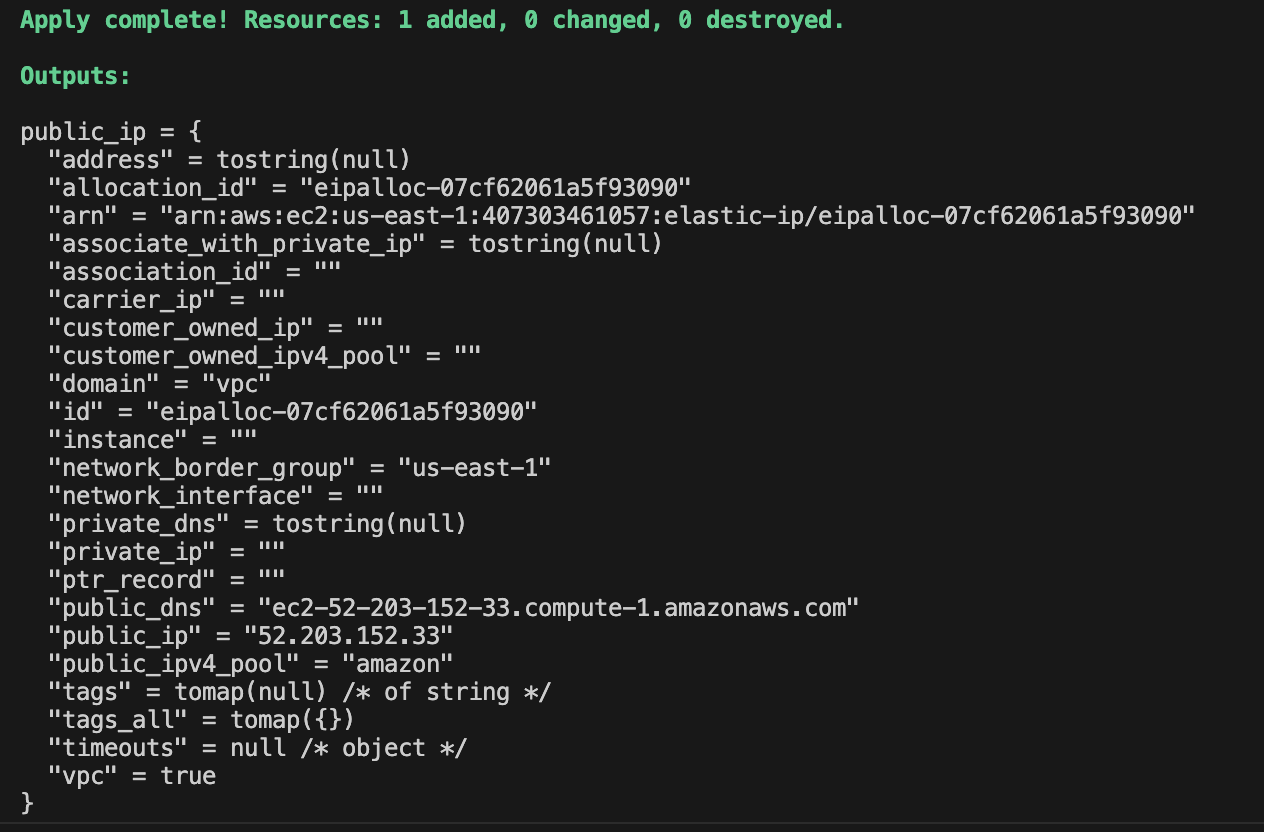 Apply complete! Resources: 1 added, 0 changed, 0 destroyed.
Outputs:
public_ip = {
  "address" = tostring(null)
  "allocation_id" = "eipalloc-07cf62061a5f93090"
  "arn" = "arn:aws:ec2:us-east-1:407303461057:elastic-ip/eipalloc-07cf62061a5f93090"
  "associate_with_private_ip" = tostring(null)
  "association_id" = ""
  "carrier_ip" = ""
  "customer_owned_ip" = ""
  "customer_owned_ipv4_pool" = ""
  "domain" = "vpc"
  "id" = "eipalloc-07cf62061a5f93090"
  "instance" = ""
  "network_border_group" = "us-east-1"
  "network_interface" = ""
  "private_dns" = tostring(null)
  "private_ip" = ""
  "ptr_record" = ""
  "public_dns" = "ec2-52-203-152-33.compute-1.amazonaws.com"
  "public_ip" = "52.203.152.33"
  "public_ipv4_pool" = "amazon"
  "tags" = tomap(null) /* of string */
  "tags_all" = tomap({})
  "timeouts" = null /* object */
  "vpc" = true
}